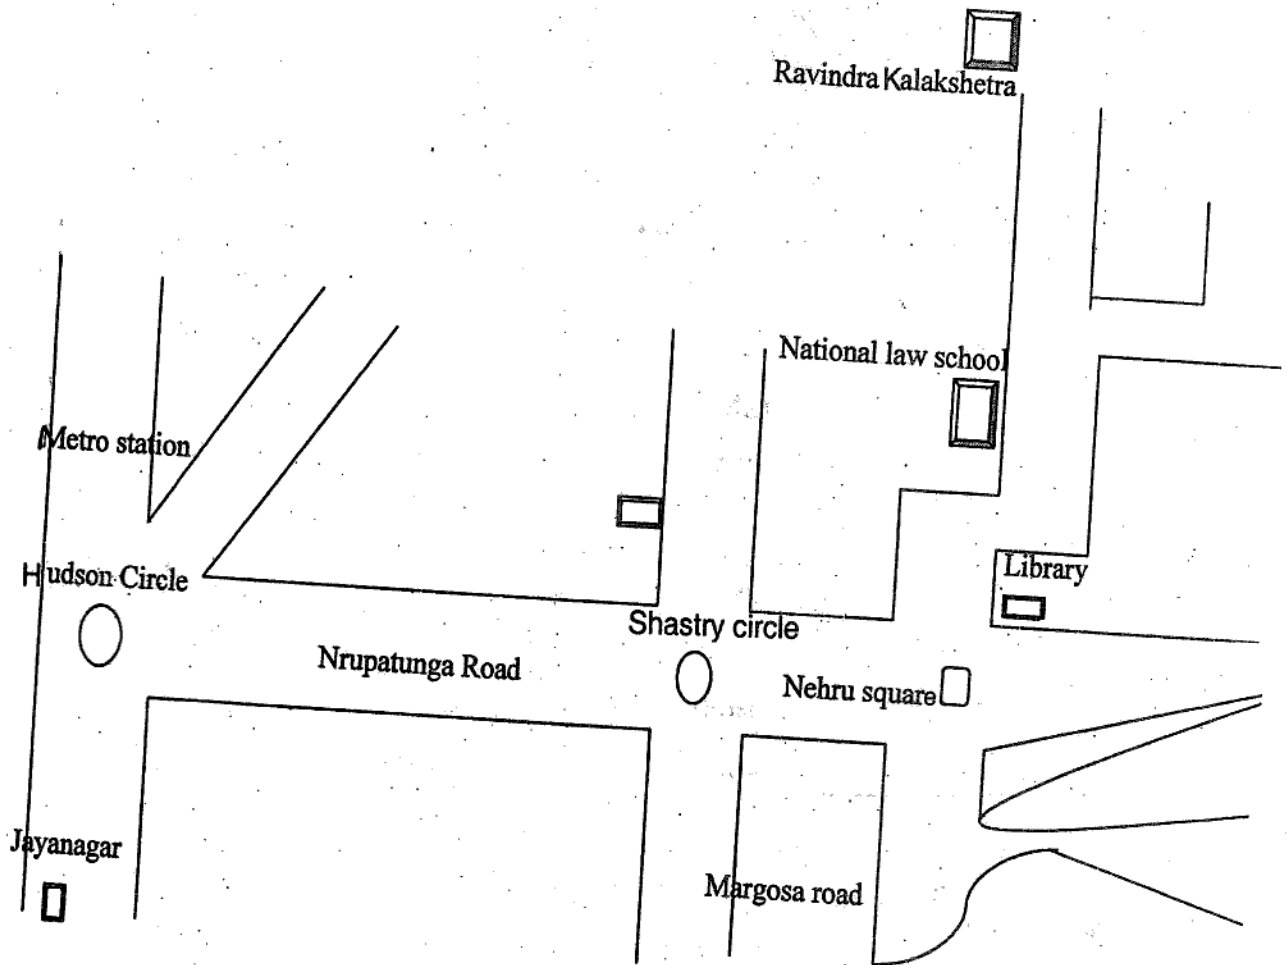 Ravindra Kalakshetra
National law school
Metro station
Library
Hudson Circle
Shastry circle
Nrupatunga Road
Nehru square
Jayanagar
Margosa road